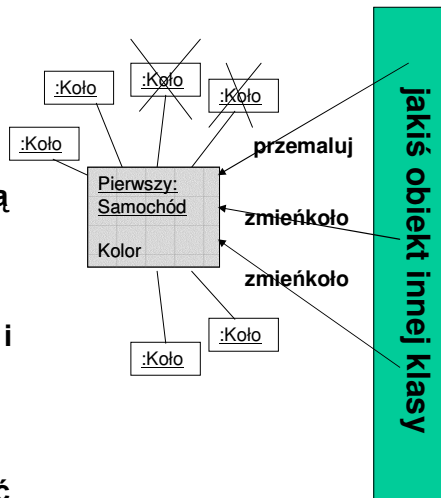 :Koło
:Koło
:Koło
:Koło
przemaluj
ą
Pierwszy:
Samochód
Kolor
zmieńkoło
zmieńkoło
i
:Koło
:Koło
ć
jakiś obiekt innej klasy